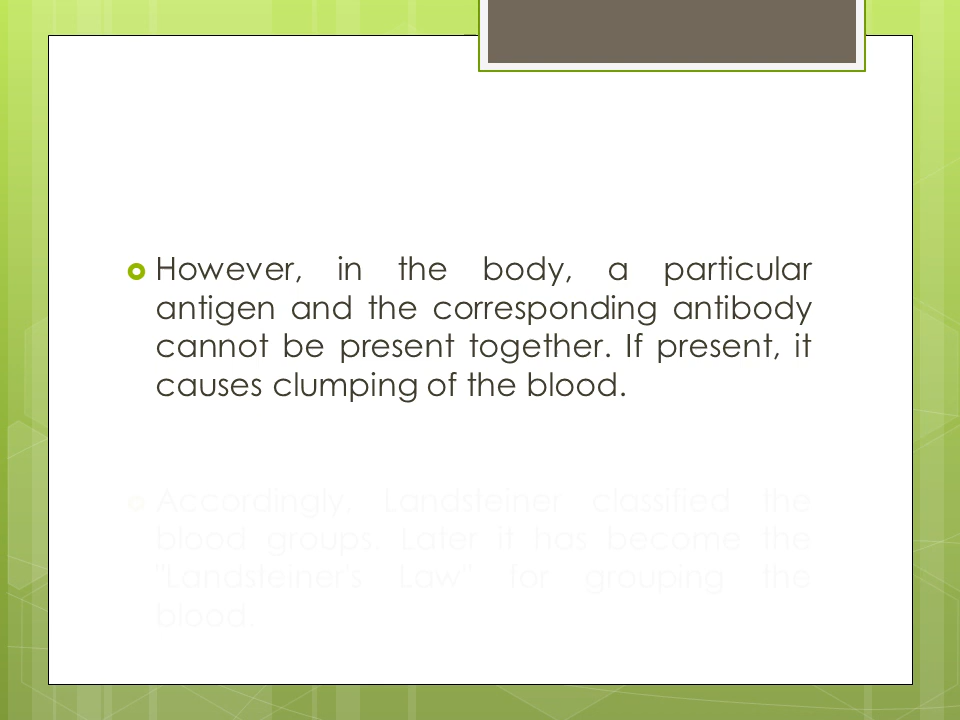 However, in the body, a particular
antigen and the corresponding antibody
cannot be present together. If present, it
causes clumping of the blood.
Accordingly, Landsteiner classified the
blood groups. Later it has become the
"Landsteiner's Law" for grouping the
blood.